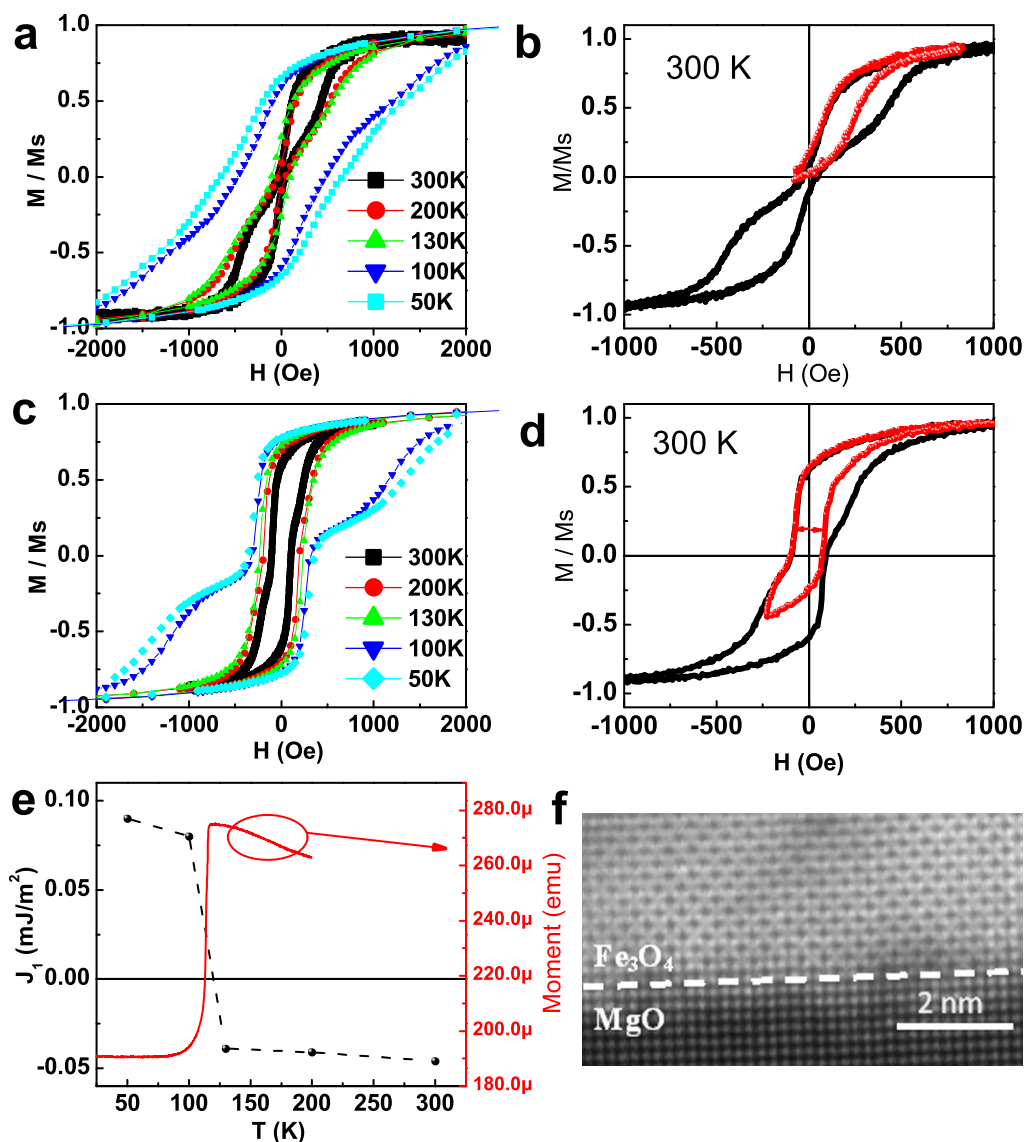 a
M / Ms
1.0
0.5
0.0
-0.5
-1.0
-2000 -1000 0 1000 2000
H (Oe)
300K
200K
130K
100K
50K
b
300 K
M/Ms
1.0
0.5
0.0
-0.5
-1.0
-1000 -500 0 500 1000
H (Oe)
c
M / Ms
1.0
0.5
0.0
-0.5
-1.0
-2000 -1000 0 1000 2000
H (Oe)
300K
200K
130K
100K
50K
d
300 K
M / Ms
1.0
0.5
0.0
-0.5
-1.0
-1000 -500 0 500 1000
H (Oe)
e
J₁ (mJ/m²)
0.10
0.05
0.00
-0.05
50 100 150 200 250 300
T (K)
280.0µ
260.0µ
240.0µ
220.0µ
200.0µ
180.0µ
Moment (emu)
f
Fe₃O₄
MgO
2 nm